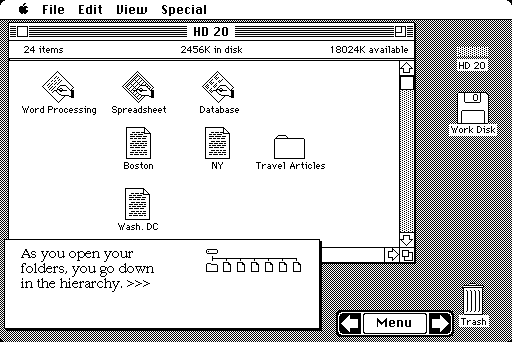 File Edit View Special
HD 20
24 items 2456K in disk 18024K available
HD 20
Word Processing Spreadsheet Database
Work Disk
Boston NY Travel Articles
Wash. DC
As you open your
folders, you go down
in the hierarchy. >>>
Menu
Trash